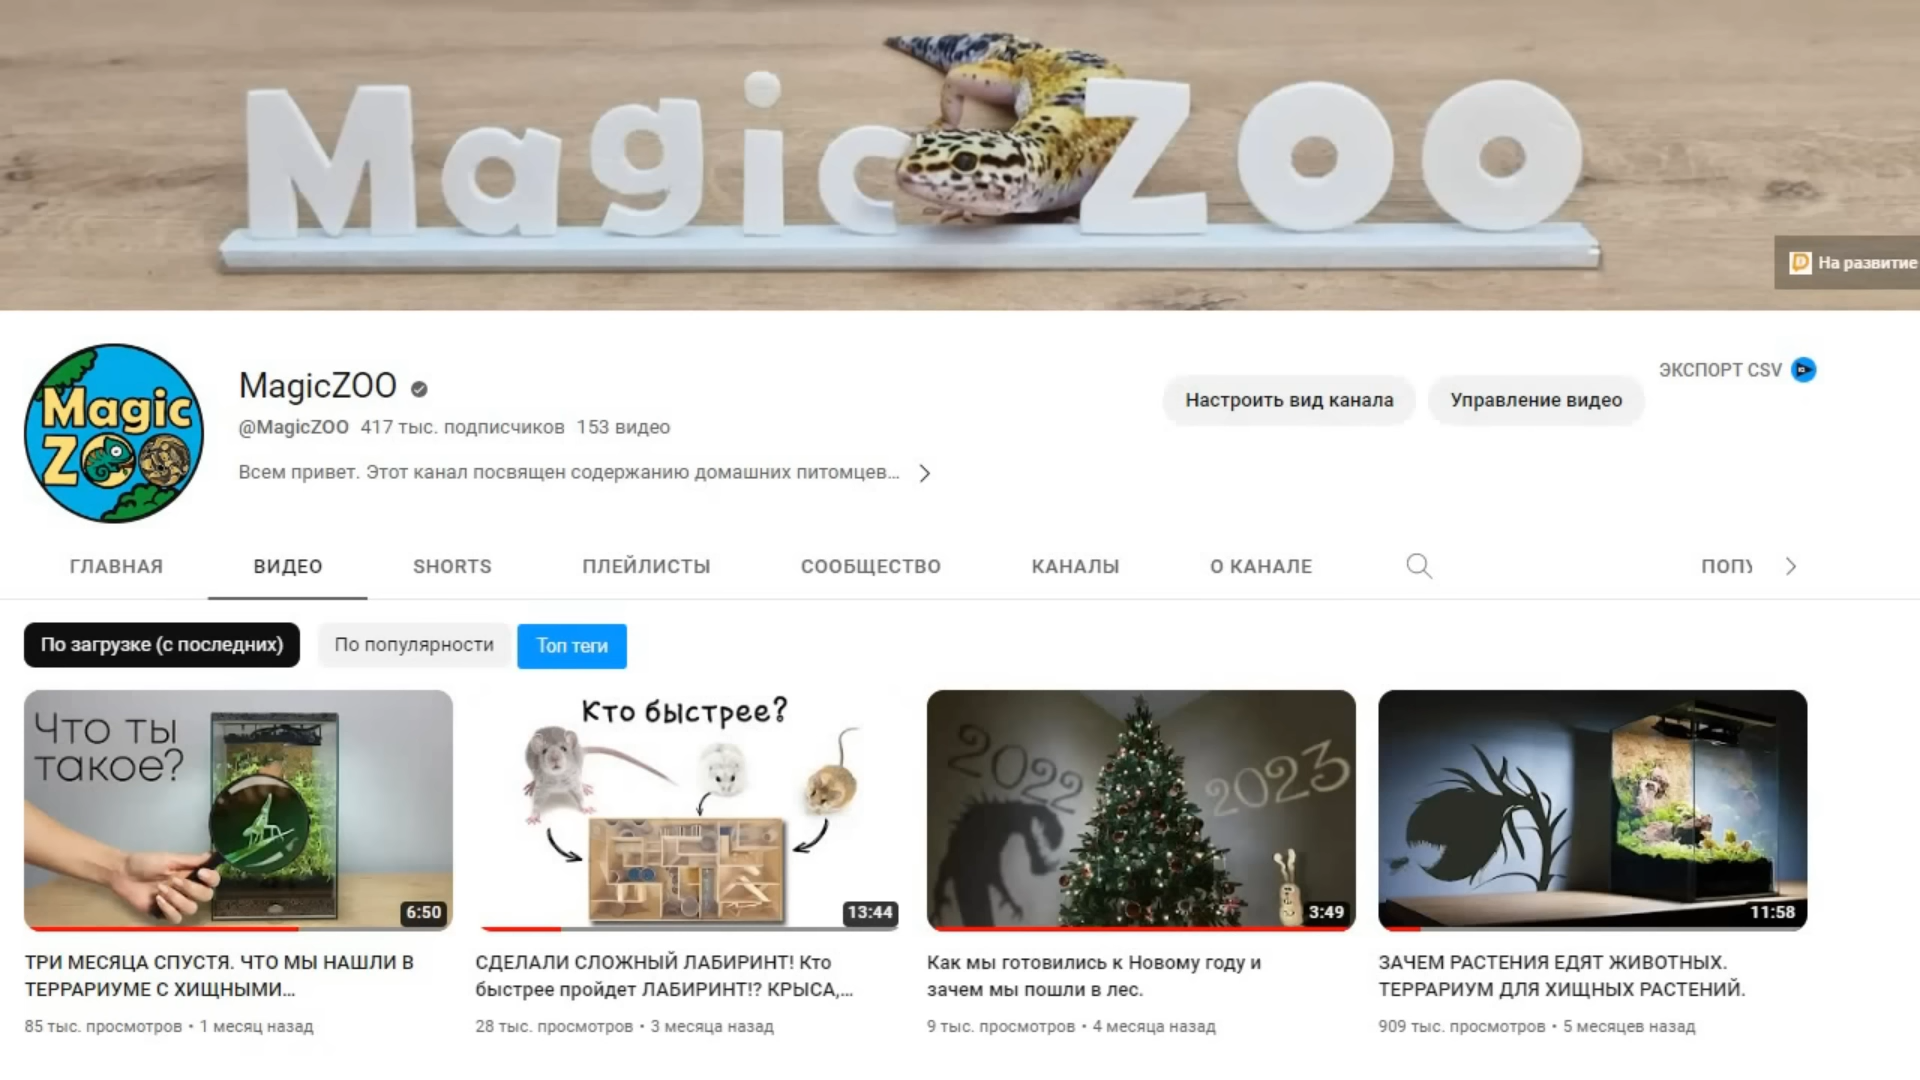 Magic ZOO
На развитие
Magic
ZOO
MagicZOO
@MagicZOO 417 тыс. подписчиков 153 видео
Всем привет. Этот канал посвящен содержанию домашних питомцев...
Настроить вид канала
Управление видео
ЭКСПОРТ CSV
ГЛАВНАЯ ВИДЕО SHORTS ПЛЕЙЛИСТЫ СООБЩЕСТВО КАНАЛЫ О КАНАЛЕ
По загрузке (с последних) По популярности Топ теги
Что ты
такое?
6:50
Кто быстрее?
13:44
2022 2023
3:49
11:58
ТРИ МЕСЯЦА СПУСТЯ. ЧТО МЫ НАШЛИ В
ТЕРРАРИУМЕ С ХИЩНЫМИ...
85 тыс. просмотров • 1 месяц назад
СДЕЛАЛИ СЛОЖНЫЙ ЛАБИРИНТ! Кто
быстрее пройдет ЛАБИРИНТ!? КРЫСА,...
28 тыс. просмотров • 3 месяца назад
Как мы готовились к Новому году и
зачем мы пошли в лес.
9 тыс. просмотров • 4 месяца назад
ЗАЧЕМ РАСТЕНИЯ ЕДЯТ ЖИВОТНЫХ.
ТЕРРАРИУМ ДЛЯ ХИЩНЫХ РАСТЕНИЙ.
909 тыс. просмотров • 5 месяцев назад